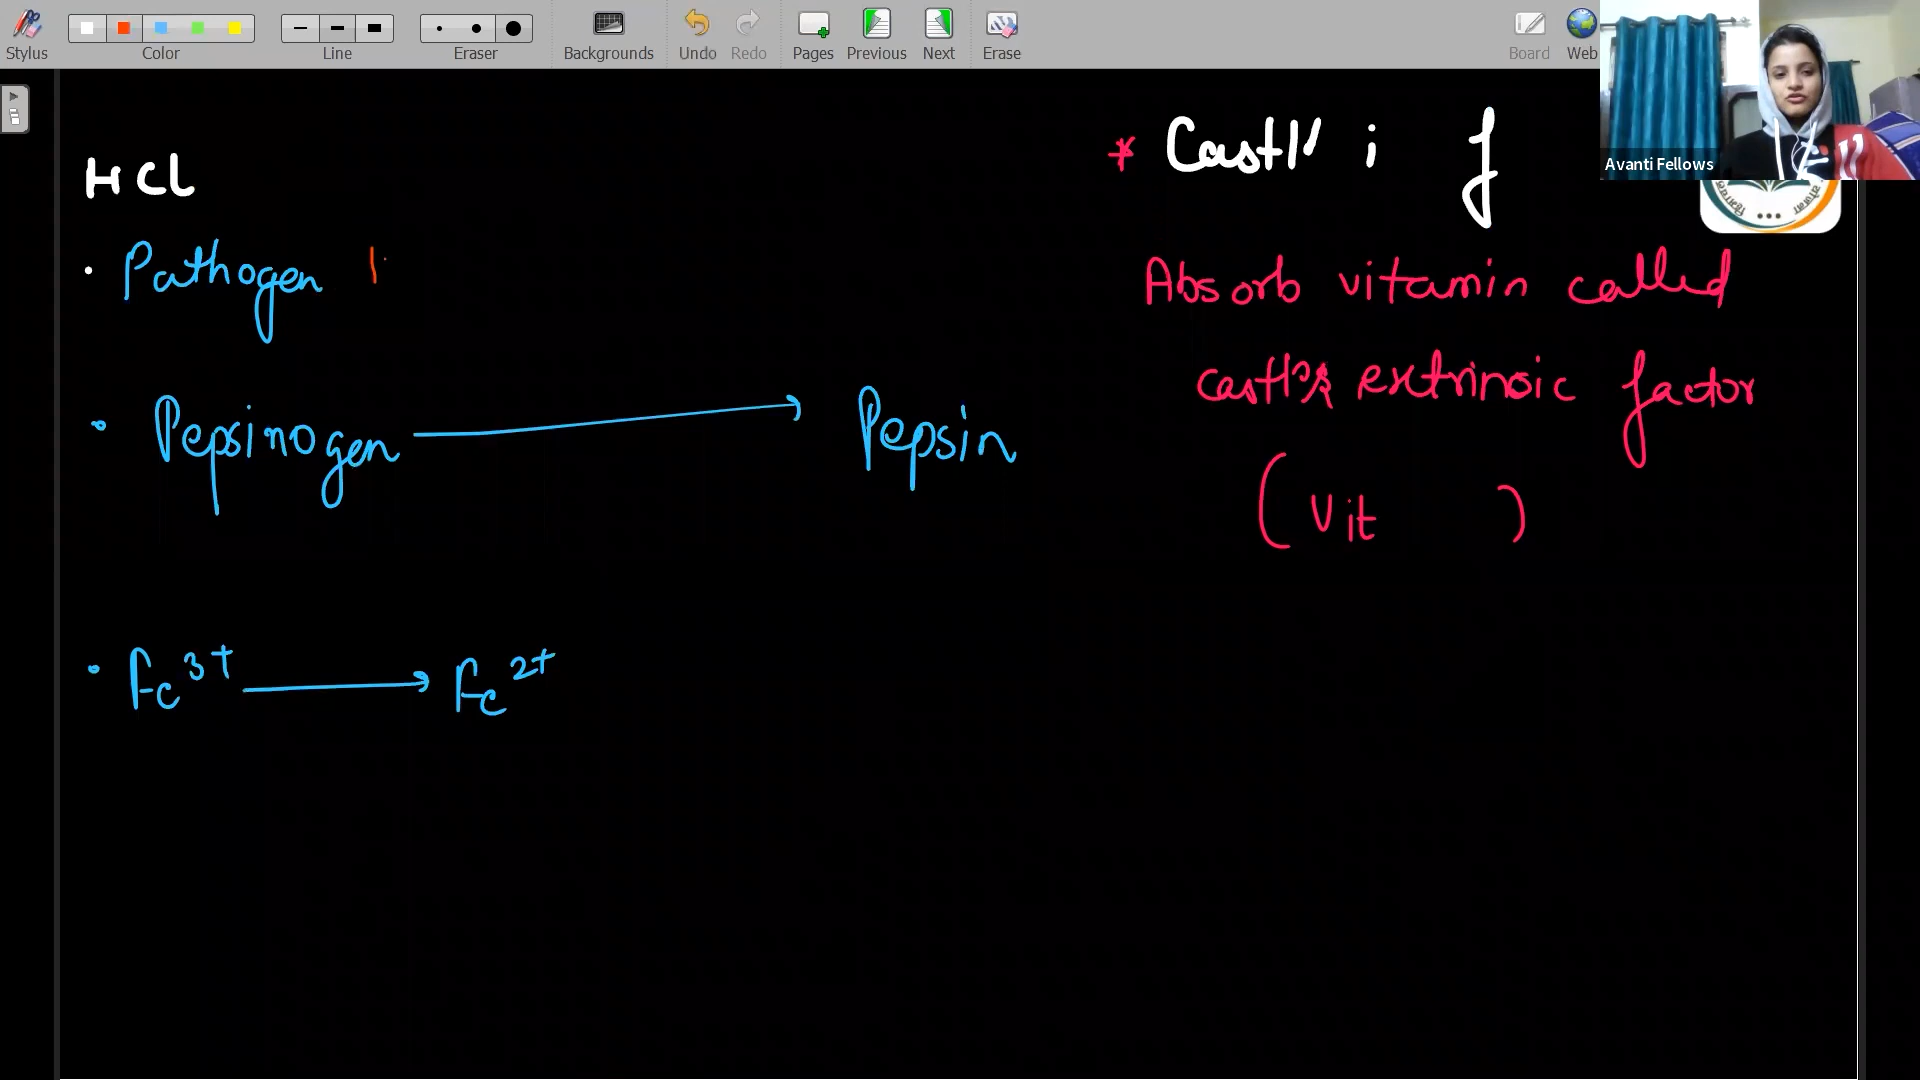 Stylus Color Line Eraser Backgrounds Undo Redo Pages Previous Next Erase Board Web
Avanti Fellows
HCl
• Pathogen
• Pepsinogen → Pepsin
• Fe³⁺ → Fe²⁺
* Castl" i f
Absorb vitamin called
castle's extrinsic factor
(Vit )